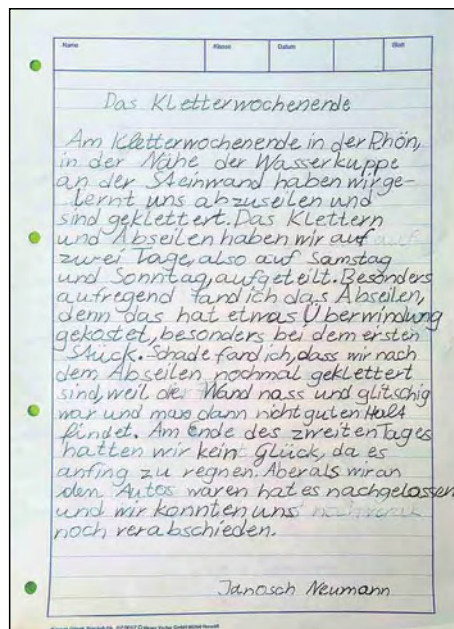 Name Klasse Datum Blatt
Das Kletterwochenende
Am Kletterwochenende in der Rhön,
in der Nähe der Wasserkuppe
an der Steinwand haben wir ge-
lernt uns abzuseilen und
sind geklettert. Das Klettern
und Abseilen haben wir auf
zwei Tage, also auf Samstag
und Sonntag, aufgeteilt. Besonders
aufregend fand ich das Abseilen,
denn das hat etwas Überwindung
gekostet, besonders bei dem ersten
Stück. Schade fand ich, dass wir nach
dem Abseilen nochmal geklettert
sind, weil die Wand nass und glitschig
war und man dann nicht guten Halt
findet. Am Ende des zweiten Tages
hatten wir kein Glück, da es
anfing zu regnen. Aber als wir an
den Autos waren hat es nachgelassen
und wir konnten uns
noch verabschieden.
Janosch Neumann